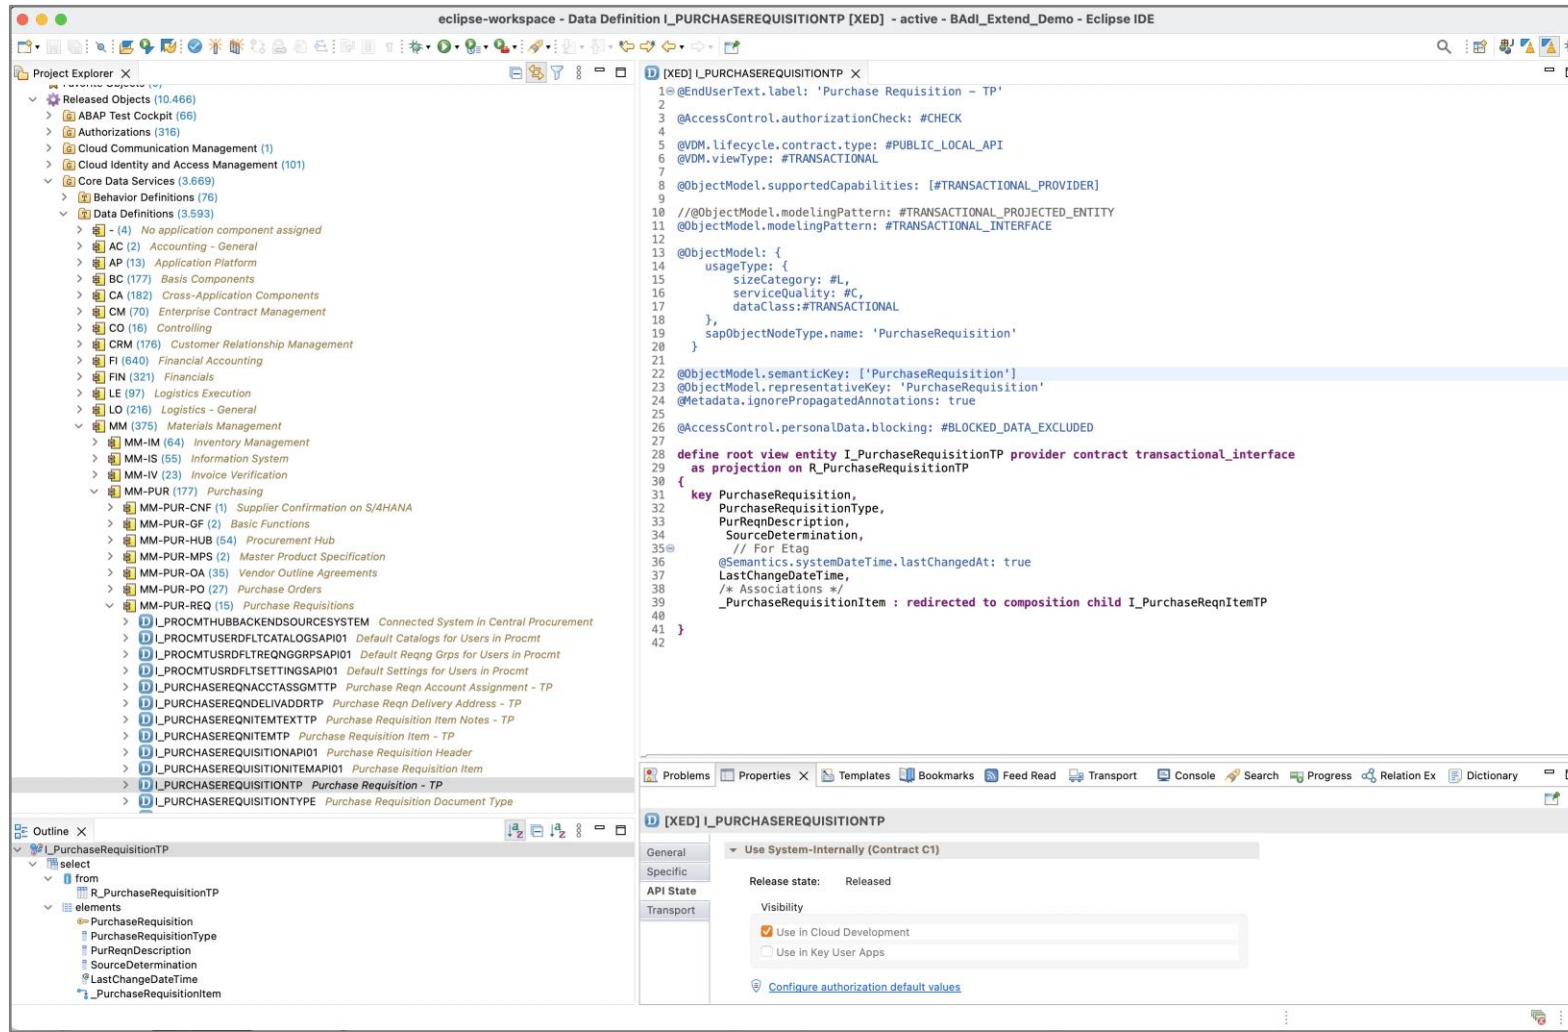 eclipse-workspace - Data Definition I_PURCHASEREQUISITIONTP [XED] - active - BAdI_Extend_Demo - Eclipse IDE
Project Explorer
Released Objects (10.466)
ABAP Test Cockpit (66)
Authorizations (316)
Cloud Communication Management (1)
Cloud Identity and Access Management (101)
Core Data Services (3.669)
Behavior Definitions (76)
Data Definitions (3.593)
- (4) No application component assigned
AC (2) Accounting - General
AP (13) Application Platform
BC (177) Basis Components
CA (182) Cross-Application Components
CM (70) Enterprise Contract Management
CO (16) Controlling
CRM (176) Customer Relationship Management
FI (640) Financial Accounting
FIN (321) Financials
LE (97) Logistics Execution
LO (216) Logistics - General
MM (375) Materials Management
MM-IM (64) Inventory Management
MM-IS (55) Information System
MM-IV (23) Invoice Verification
MM-PUR (177) Purchasing
MM-PUR-CNF (1) Supplier Confirmation on S/4HANA
MM-PUR-GF (2) Basic Functions
MM-PUR-HUB (54) Procurement Hub
MM-PUR-MPS (2) Master Product Specification
MM-PUR-OA (35) Vendor Outline Agreements
MM-PUR-PO (27) Purchase Orders
MM-PUR-REQ (15) Purchase Requisitions
I_PROCMTHUBBACKENDSOURCESYSTEM Connected System in Central Procurement
I_PROCMTUSERDFLTCATALOGSAPI01 Default Catalogs for Users in Procmt
I_PROCMTUSRDFLTREQNGGRPSAPI01 Default Reqng Grps for Users in Procmt
I_PROCMTUSRDFLTSETTINGSAPI01 Default Settings for Users in Procmt
I_PURCHASEREQNACCTASSGMTTP Purchase Reqn Account Assignment - TP
I_PURCHASEREQNDELIVADDRTP Purchase Reqn Delivery Address - TP
I_PURCHASEREQNITEMTEXTTP Purchase Requisition Item Notes - TP
I_PURCHASEREQNITEMTP Purchase Requisition Item - TP
I_PURCHASEREQUISITIONAPI01 Purchase Requisition Header
I_PURCHASEREQUISITIONITEMAPI01 Purchase Requisition Item
I_PURCHASEREQUISITIONTP Purchase Requisition - TP
I_PURCHASEREQUISITIONTYPE Purchase Requisition Document Type
Outline
I_PurchaseRequisitionTP
select
from
R_PurchaseRequisitionTP
elements
PurchaseRequisition
PurchaseRequisitionType
PurReqnDescription
SourceDetermination
LastChangeDateTime
_PurchaseRequisitionItem
[XED] I_PURCHASEREQUISITIONTP
1 @EndUserText.label: 'Purchase Requisition - TP'
2
3 @AccessControl.authorizationCheck: #CHECK
4
5 @VDM.lifecycle.contract.type: #PUBLIC_LOCAL_API
6 @VDM.viewType: #TRANSACTIONAL
7
8 @ObjectModel.supportedCapabilities: [#TRANSACTIONAL_PROVIDER]
9
10 //@ObjectModel.modelingPattern: #TRANSACTIONAL_PROJECTED_ENTITY
11 @ObjectModel.modelingPattern: #TRANSACTIONAL_INTERFACE
12
13 @ObjectModel: {
14 usageType: {
15 sizeCategory: #L,
16 serviceQuality: #C,
17 dataClass:#TRANSACTIONAL
18 },
19 sapObjectNodeType.name: 'PurchaseRequisition'
20 }
21
22 @ObjectModel.semanticKey: ['PurchaseRequisition']
23 @ObjectModel.representativeKey: 'PurchaseRequisition'
24 @Metadata.ignorePropagatedAnnotations: true
25
26 @AccessControl.personalData.blocking: #BLOCKED_DATA_EXCLUDED
27
28 define root view entity I_PurchaseRequisitionTP provider contract transactional_interface
29 as projection on R_PurchaseRequisitionTP
30 {
31 key PurchaseRequisition,
32 PurchaseRequisitionType,
33 PurReqnDescription,
34 SourceDetermination,
35 // For Etag
36 @Semantics.systemDateTime.lastChangedAt: true
37 LastChangeDateTime,
38 /* Associations */
39 _PurchaseRequisitionItem : redirected to composition child I_PurchaseReqnItemTP
40
41 }
42
Problems Properties Templates Bookmarks Feed Read Transport Console Search Progress Relation Ex Dictionary
[XED] I_PURCHASEREQUISITIONTP
General
Specific
API State
Transport
Use System-Internally (Contract C1)
Release state: Released
Visibility
Use in Cloud Development
Use in Key User Apps
Configure authorization default values